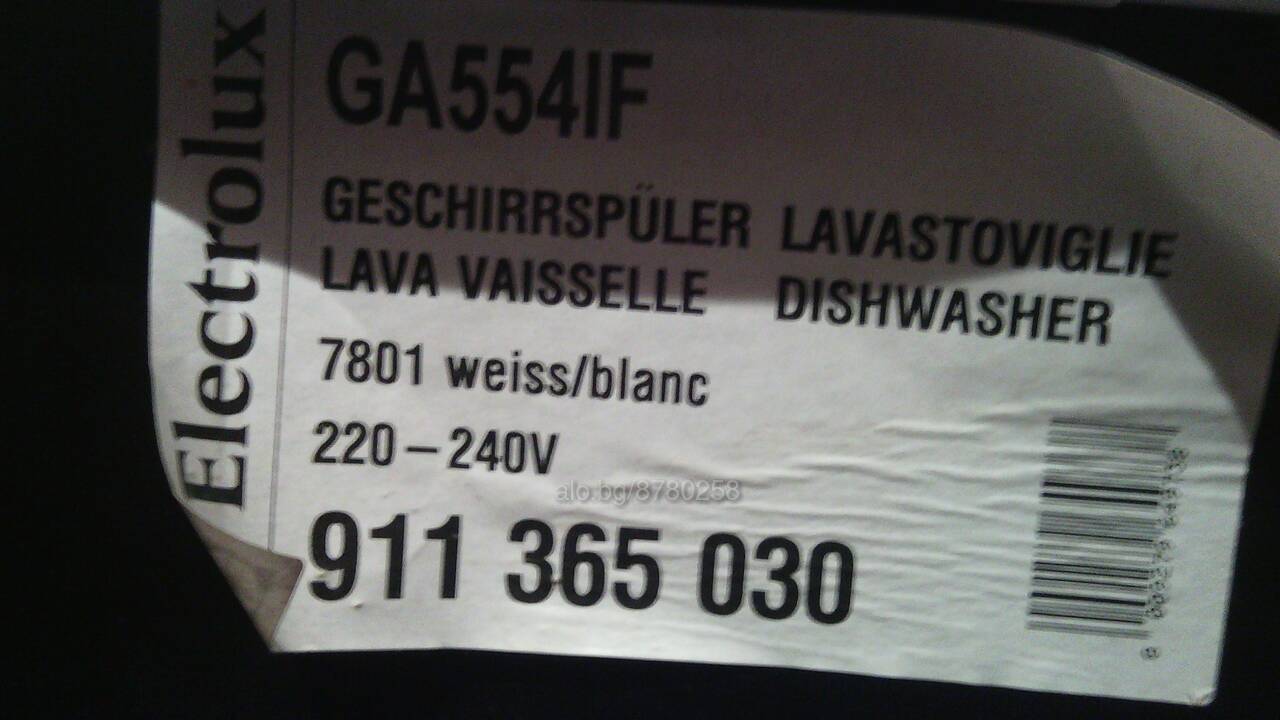 Electrolux
GA554IF
GESCHIRRSPÜLER LAVASTOVIGLIE
LAVA VAISSELLE DISHWASHER
7801 weiss/blanc
220-240V
alo.bg/8780258
911 365 030